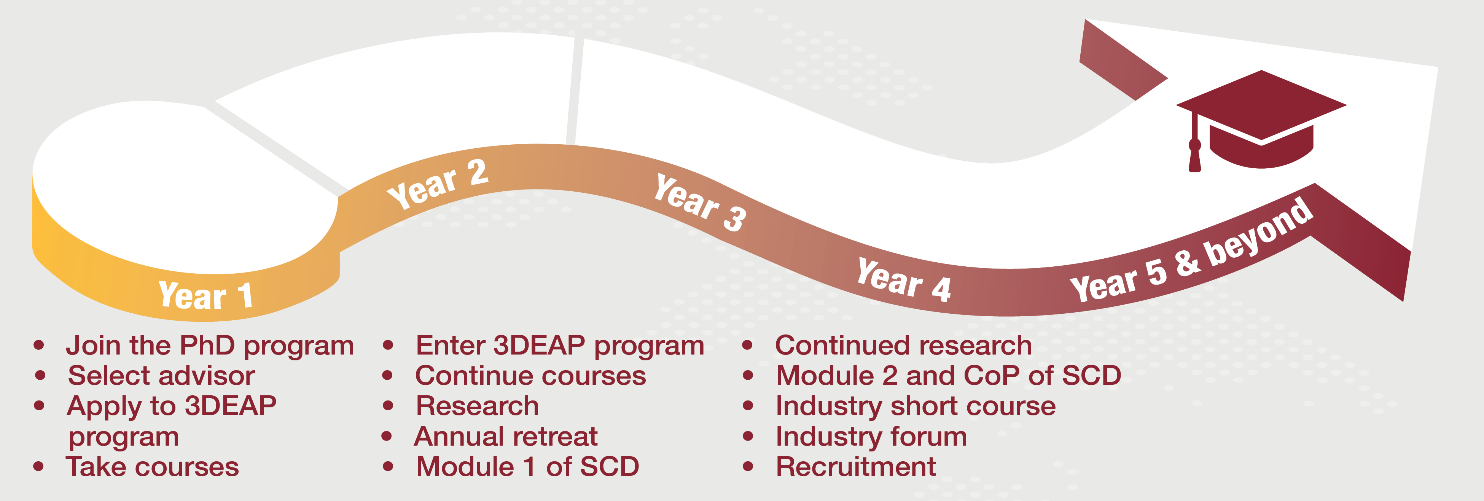 Year 1
Year 2
Year 3
Year 4
Year 5 & beyond
• Join the PhD program
• Select advisor
• Apply to 3DEAP
program
• Take courses
• Enter 3DEAP program
• Continue courses
• Research
• Annual retreat
• Module 1 of SCD
• Continued research
• Module 2 and CoP of SCD
• Industry short course
• Industry forum
• Recruitment